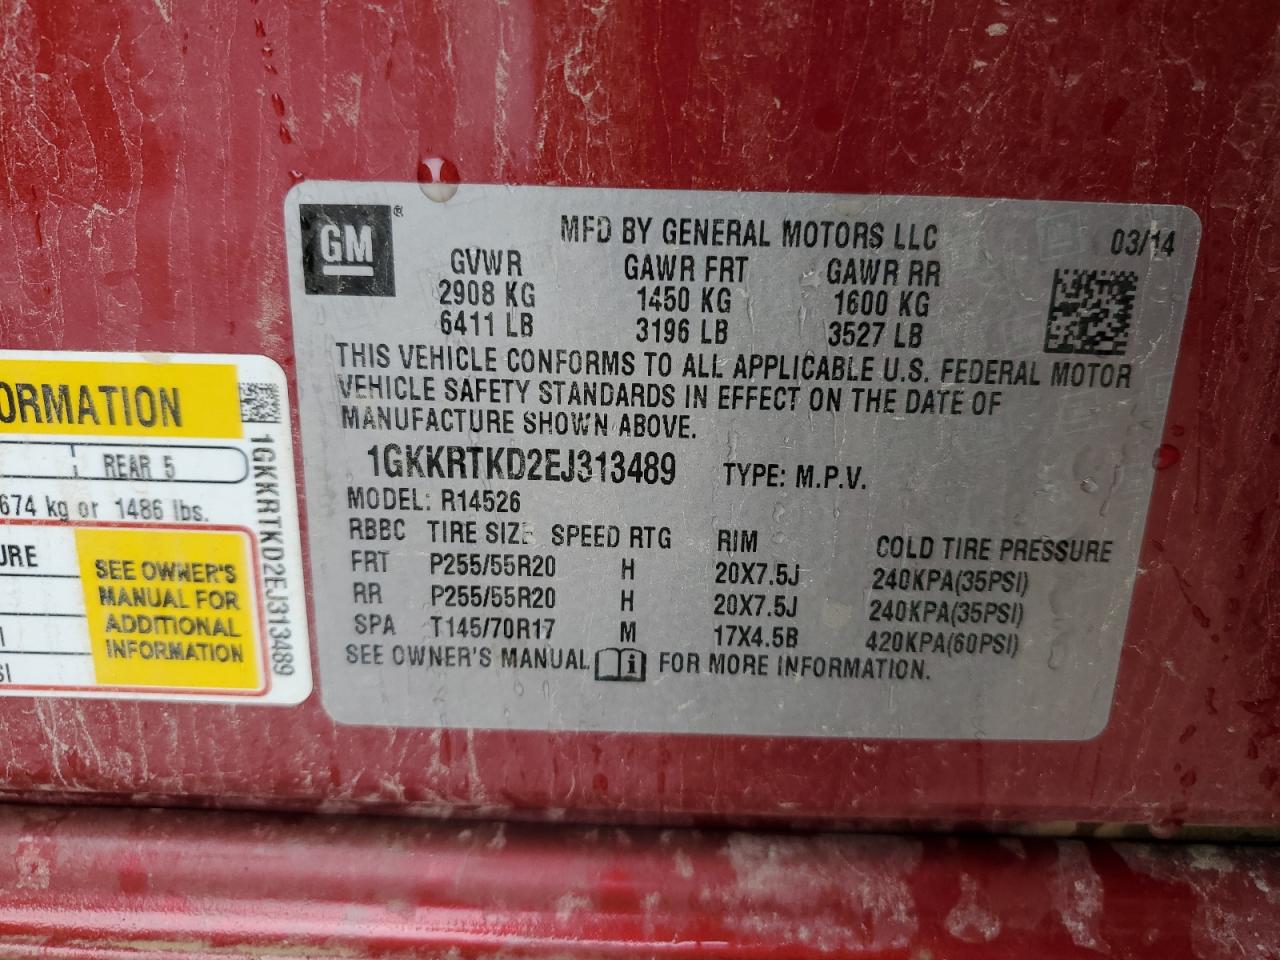 GM ®
MFD BY GENERAL MOTORS LLC 03/14
GVWR GAWR FRT GAWR RR
2908 KG 1450 KG 1600 KG
6411 LB 3196 LB 3527 LB
THIS VEHICLE CONFORMS TO ALL APPLICABLE U.S. FEDERAL MOTOR
VEHICLE SAFETY STANDARDS IN EFFECT ON THE DATE OF
MANUFACTURE SHOWN ABOVE.
1GKKRTKD2EJ313489 TYPE: M.P.V.
MODEL: R14526
RBBC TIRE SIZE SPEED RTG RIM COLD TIRE PRESSURE
FRT P255/55R20 H 20X7.5J 240KPA(35PSI)
RR P255/55R20 H 20X7.5J 240KPA(35PSI)
SPA T145/70R17 M 17X4.5B 420KPA(60PSI)
SEE OWNER'S MANUAL FOR MORE INFORMATION.
ORMATION
REAR 5
674 kg or 1486 lbs.
URE
SEE OWNER'S
MANUAL FOR
ADDITIONAL
INFORMATION
I
SI
1GKKRTKD2EJ313489